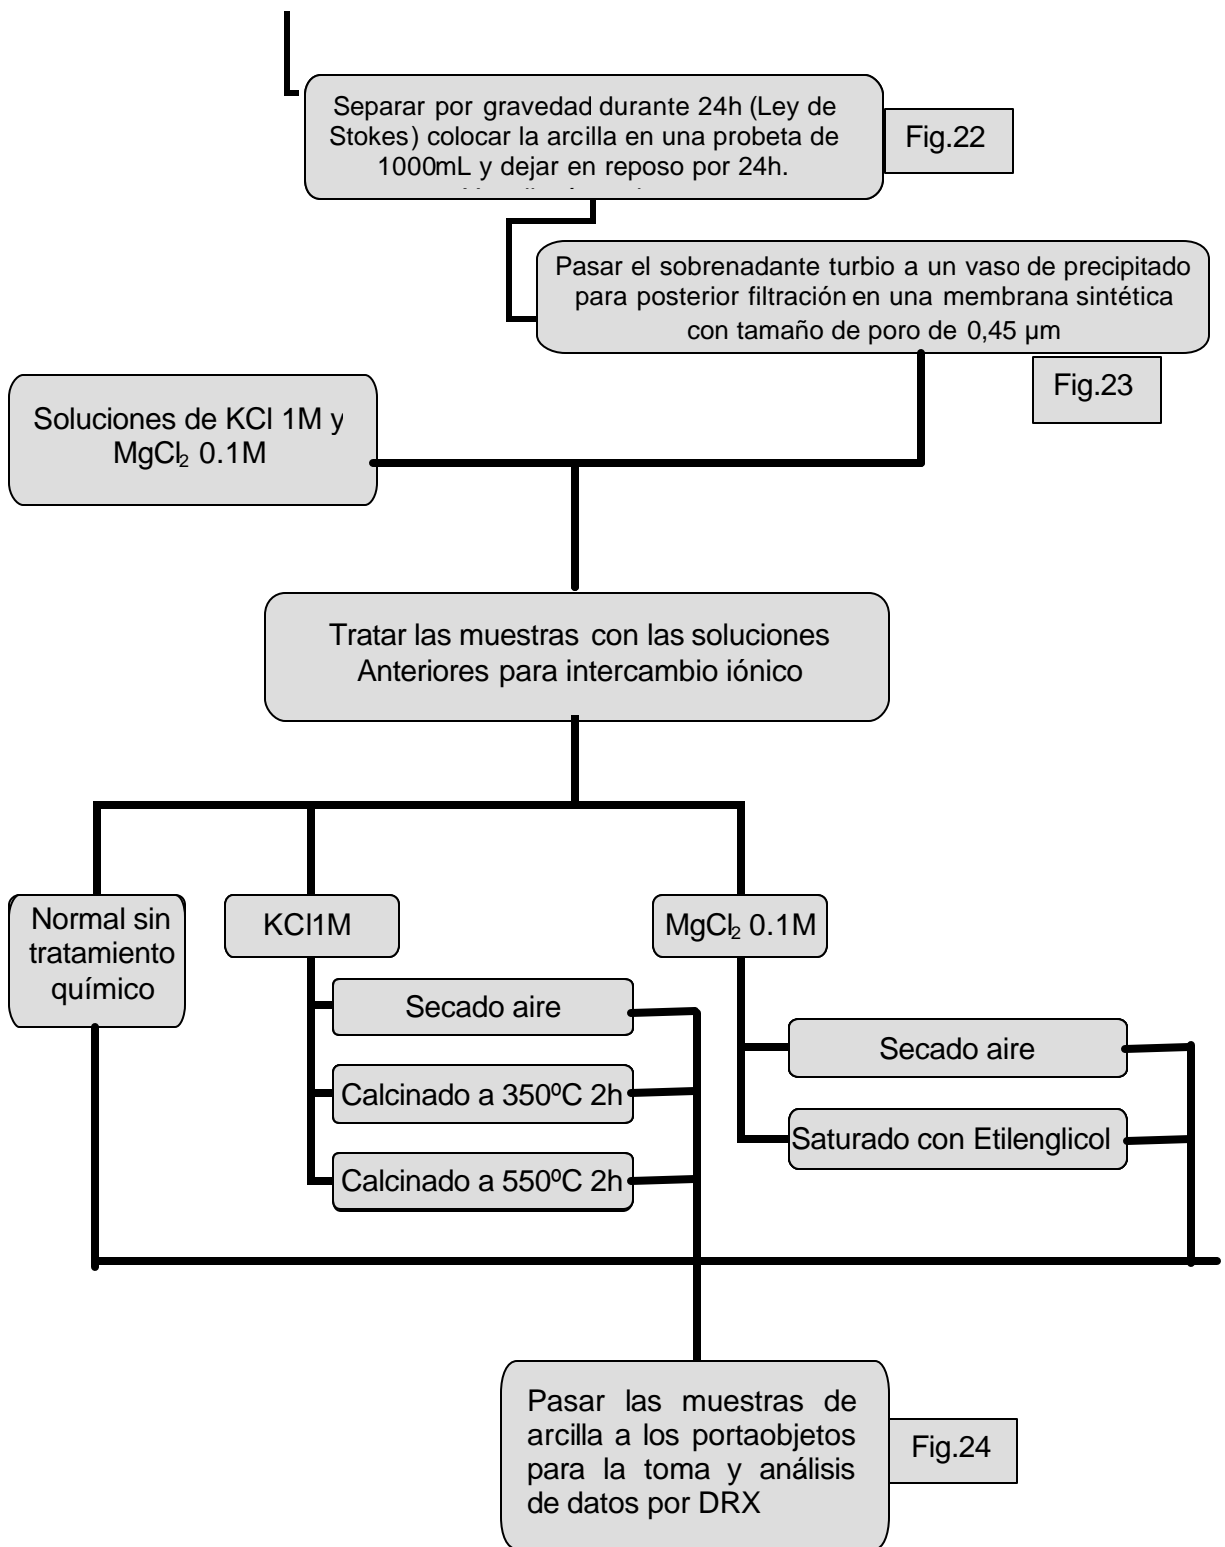 Separar por gravedad durante 24h (Ley de
Stokes) colocar la arcilla en una probeta de
1000mL y dejar en reposo por 24h.
Fig.22
Pasar el sobrenadante turbio a un vaso de precipitado
para posterior filtración en una membrana sintética
con tamaño de poro de 0,45 µm
Fig.23
Soluciones de KCl 1M y
MgCl₂ 0.1M
Tratar las muestras con las soluciones
Anteriores para intercambio iónico
Normal sin
tratamiento
químico
KCl1M
MgCl₂ 0.1M
Secado aire
Calcinado a 350ºC 2h
Calcinado a 550ºC 2h
Secado aire
Saturado con Etilenglicol
Pasar las muestras de
arcilla a los portaobjetos
para la toma y análisis
de datos por DRX
Fig.24